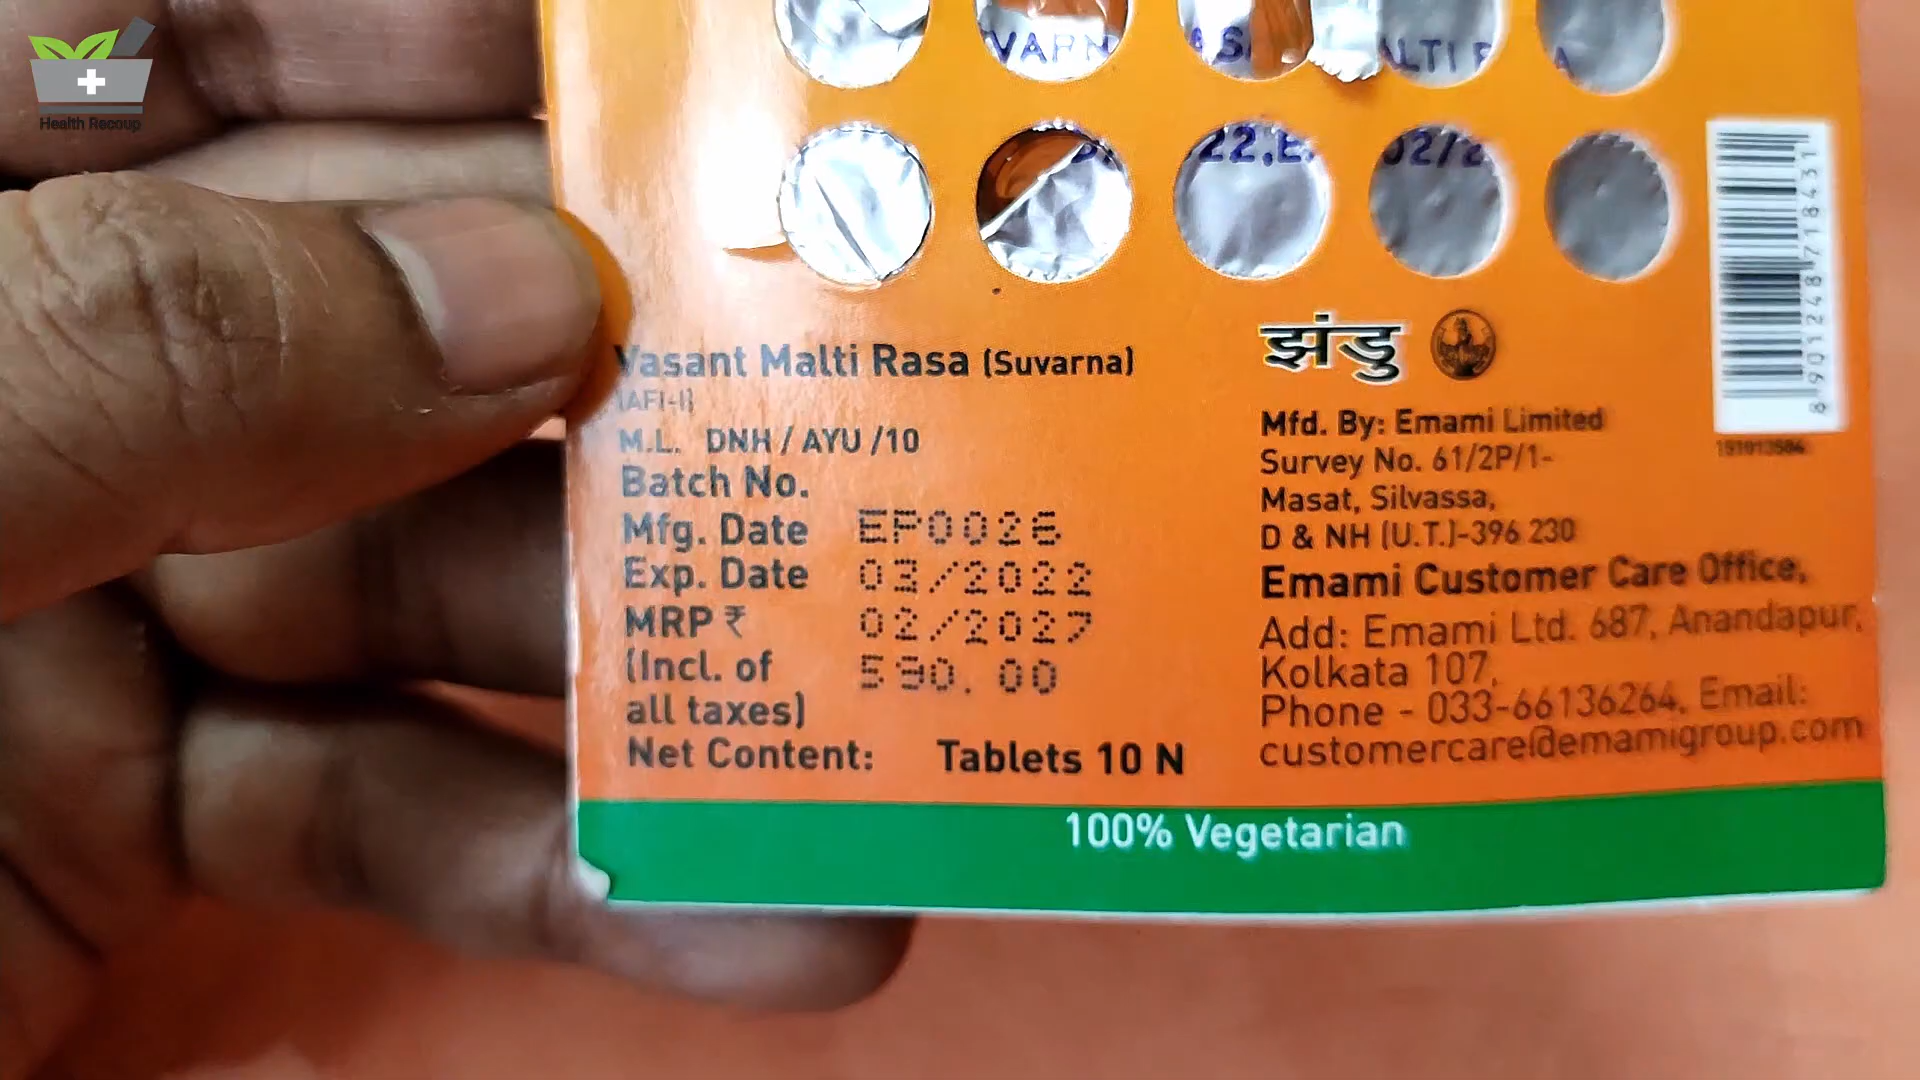 Health Recoup
VARN
AS
ALTI R
A
22.E
02/2
8901248718431
Vasant Malti Rasa (Suvarna)
(AFI-I)
M.L. DNH / AYU /10
Batch No.
Mfg. Date EP0026
Exp. Date 03/2022
MRP ₹ 02/2027
(Incl. of 590.00
all taxes)
Net Content: Tablets 10 N
झंडु
Mfd. By: Emami Limited
Survey No. 61/2P/1-
Masat, Silvassa,
D & NH (U.T.)-396 230
Emami Customer Care Office,
Add: Emami Ltd. 687, Anandapur,
Kolkata 107,
Phone - 033-66136264, Email:
customercare@emamigroup.com
100% Vegetarian